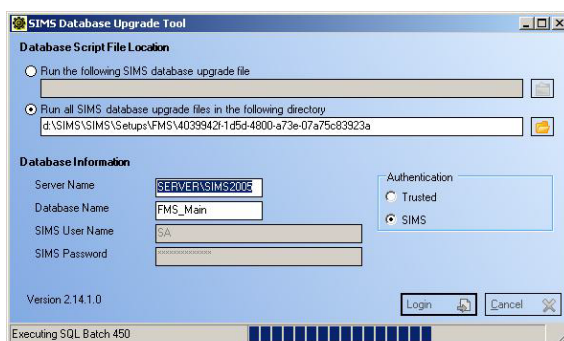 SIMS Database Upgrade Tool
Database Script File Location
Run the following SIMS database upgrade file
Run all SIMS database upgrade files in the following directory
d:\SIMS\SIMS\Setups\FMS\4039942f-1d5d-4800-a73e-07a75c83923a
Database Information
Server Name
SERVER\SIMS2005
Database Name
FMS_Main
SIMS User Name
SA
SIMS Password
xxxxxxxxxxxxxx
Authentication
Trusted
SIMS
Version 2.14.1.0
Login
Cancel
Executing SQL Batch 450